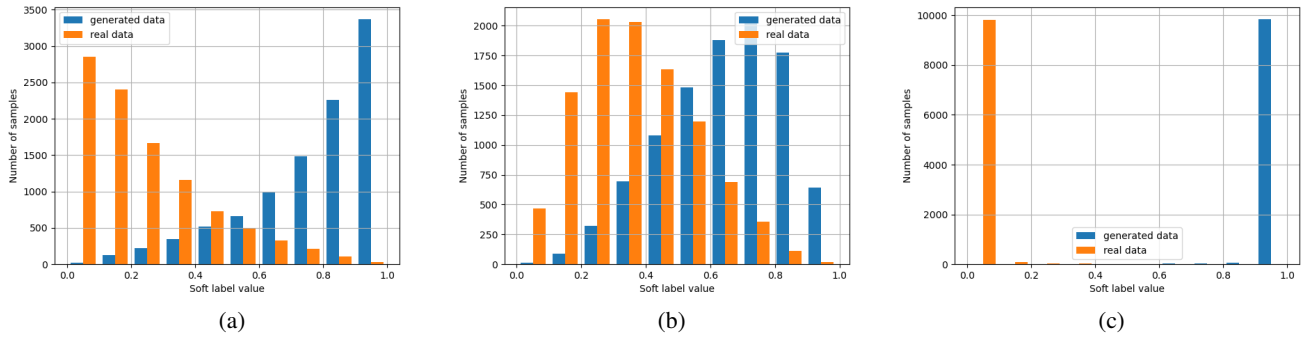 3500
3000
2500
2000
1500
1000
500
0
Number of samples
generated data
real data
0.0 0.2 0.4 0.6 0.8 1.0
Soft label value
(a)
2000
1750
1500
1250
1000
750
500
250
0
Number of samples
generated data
real data
0.0 0.2 0.4 0.6 0.8 1.0
Soft label value
(b)
10000
8000
6000
4000
2000
0
Number of samples
generated data
real data
0.0 0.2 0.4 0.6 0.8 1.0
Soft label value
(c)